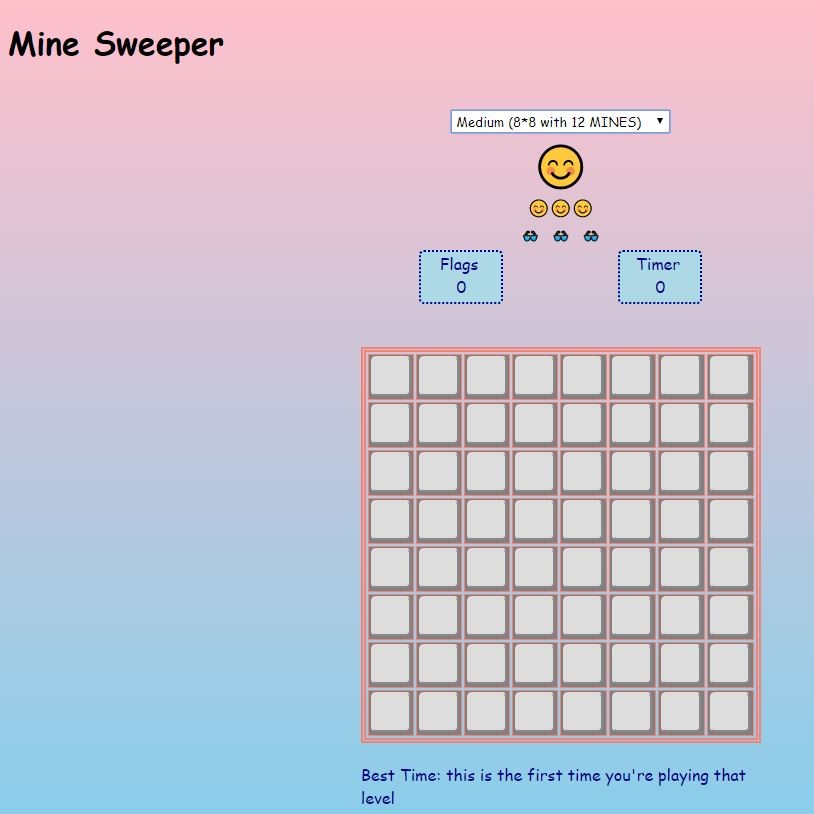 Mine Sweeper
Medium (8*8 with 12 MINES)
Flags
0
Timer
0
Best Time: this is the first time you're playing that
level